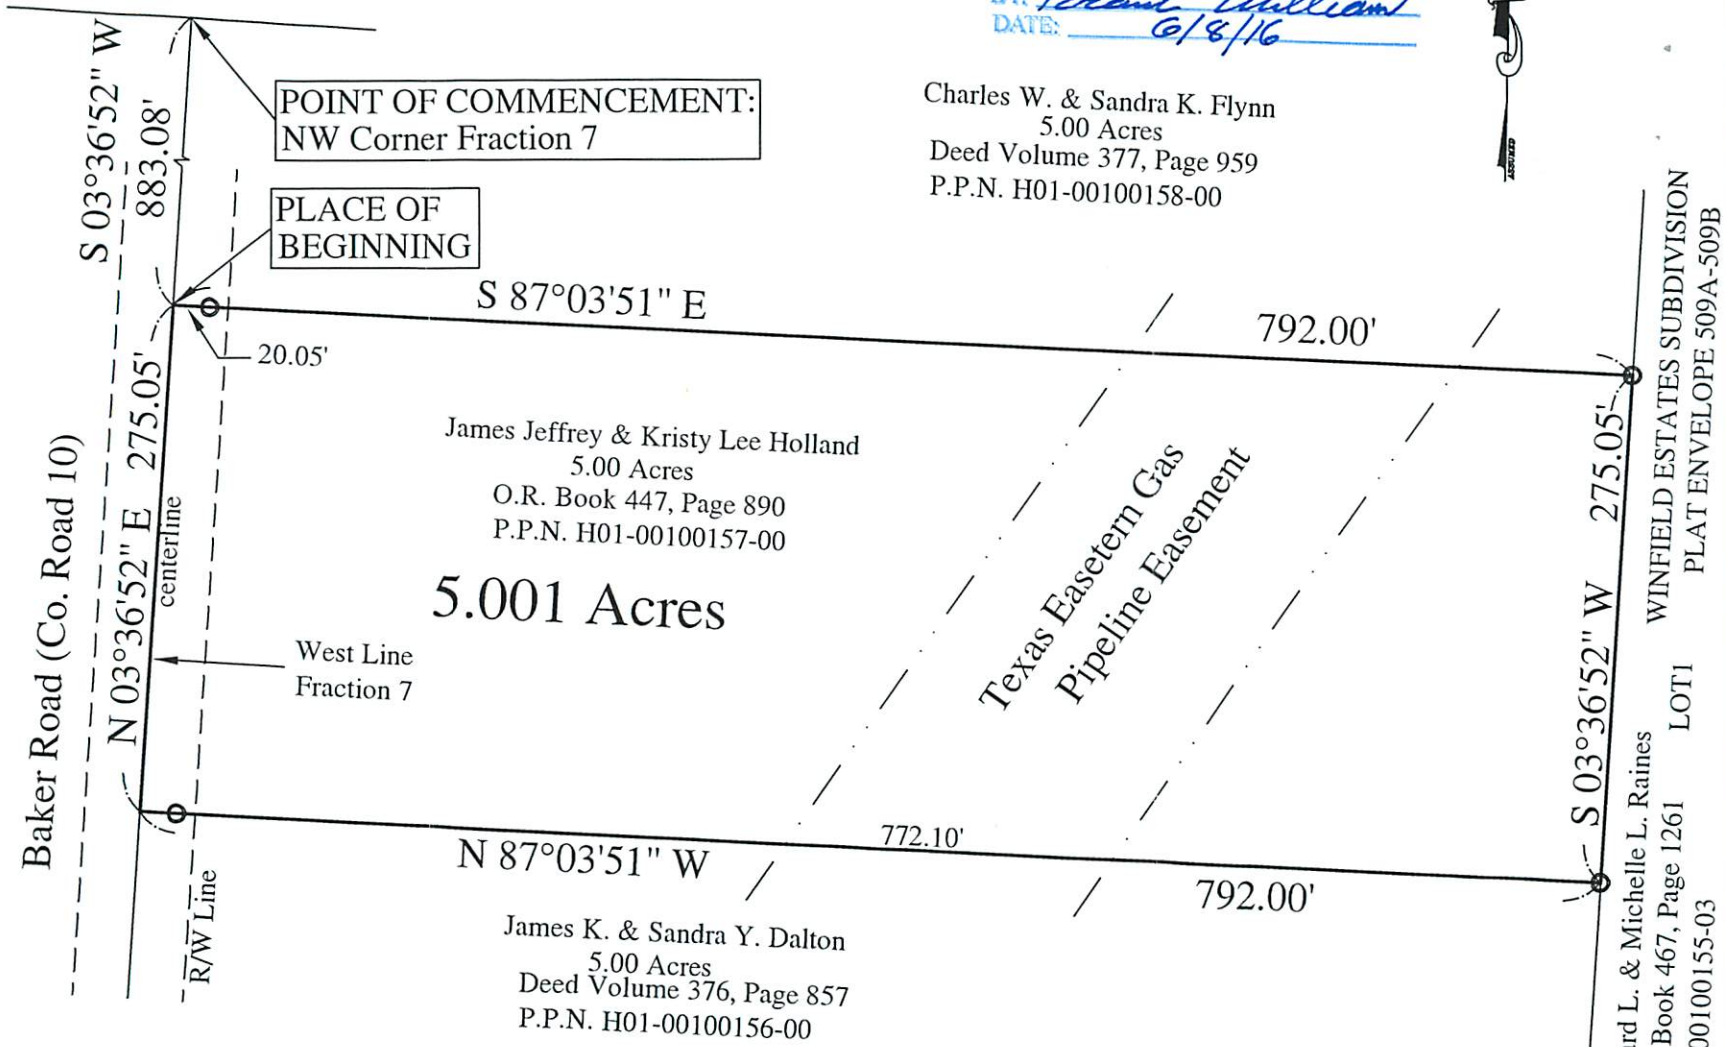 DATE: 6/8/16
S 03°36'52" W
883.08'
POINT OF COMMENCEMENT:
NW Corner Fraction 7
Charles W. & Sandra K. Flynn
5.00 Acres
Deed Volume 377, Page 959
P.P.N. H01-00100158-00
ASSUMED
PLACE OF
BEGINNING
S 87°03'51" E
792.00'
20.05'
James Jeffrey & Kristy Lee Holland
5.00 Acres
O.R. Book 447, Page 890
P.P.N. H01-00100157-00
5.001 Acres
Baker Road (Co. Road 10)
N 03°36'52" E 275.05'
centerline
West Line
Fraction 7
R/W Line
Texas Easetern Gas
Pipeline Easement
S 03°36'52" W 275.05'
WINFIELD ESTATES SUBDIVISION
PLAT ENVELOPE 509A-509B
LOT1
ard L. & Michelle L. Raines
Book 467, Page 1261
00100155-03
N 87°03'51" W
772.10'
792.00'
James K. & Sandra Y. Dalton
5.00 Acres
Deed Volume 376, Page 857
P.P.N. H01-00100156-00